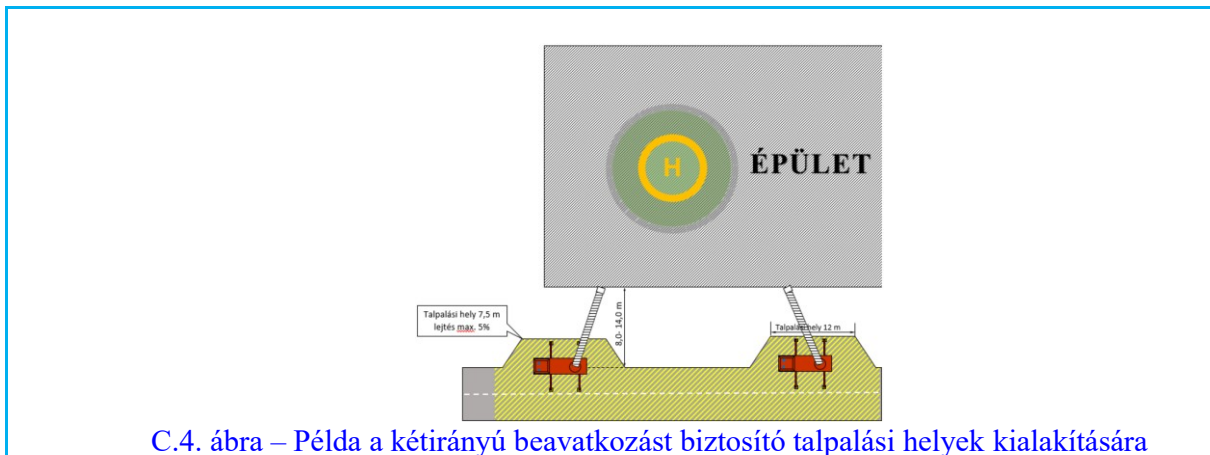 H
ÉPÜLET
Talpalási hely 7,5 m
lejtés max. 5%
8,0- 14,0 m
Talpalási hely 12 m
C.4. ábra – Példa a kétirányú beavatkozást biztosító talpalási helyek kialakítására